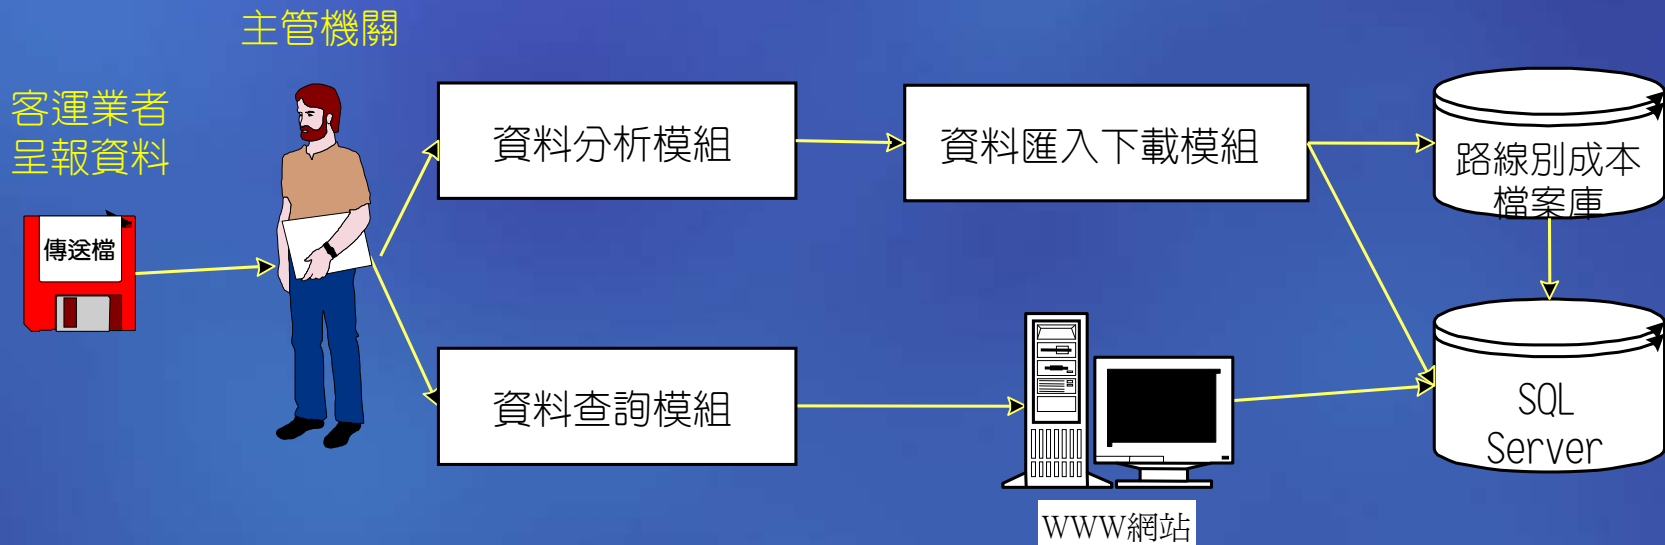 主管機關
客運業者
呈報資料
傳送檔
資料分析模組
資料匯入下載模組
路線別成本
檔案庫
資料查詢模組
SQL
Server
WWW網站